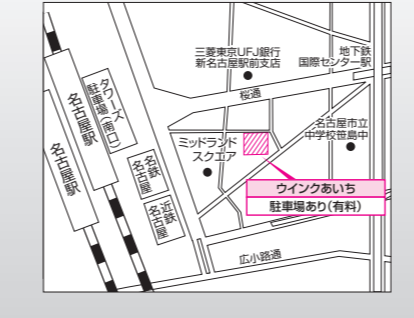 三菱東京UFJ銀行
新名古屋駅前支店
地下鉄
国際センター駅
タワーズ
駐車場（南口）
桜通
名古屋駅
名古屋市立
中学校笹島中
ミッドランド
スクエア
名古屋駅
名鉄
名古屋
ウインクあいち
駐車場あり（有料）
近鉄
名古屋
広小路通